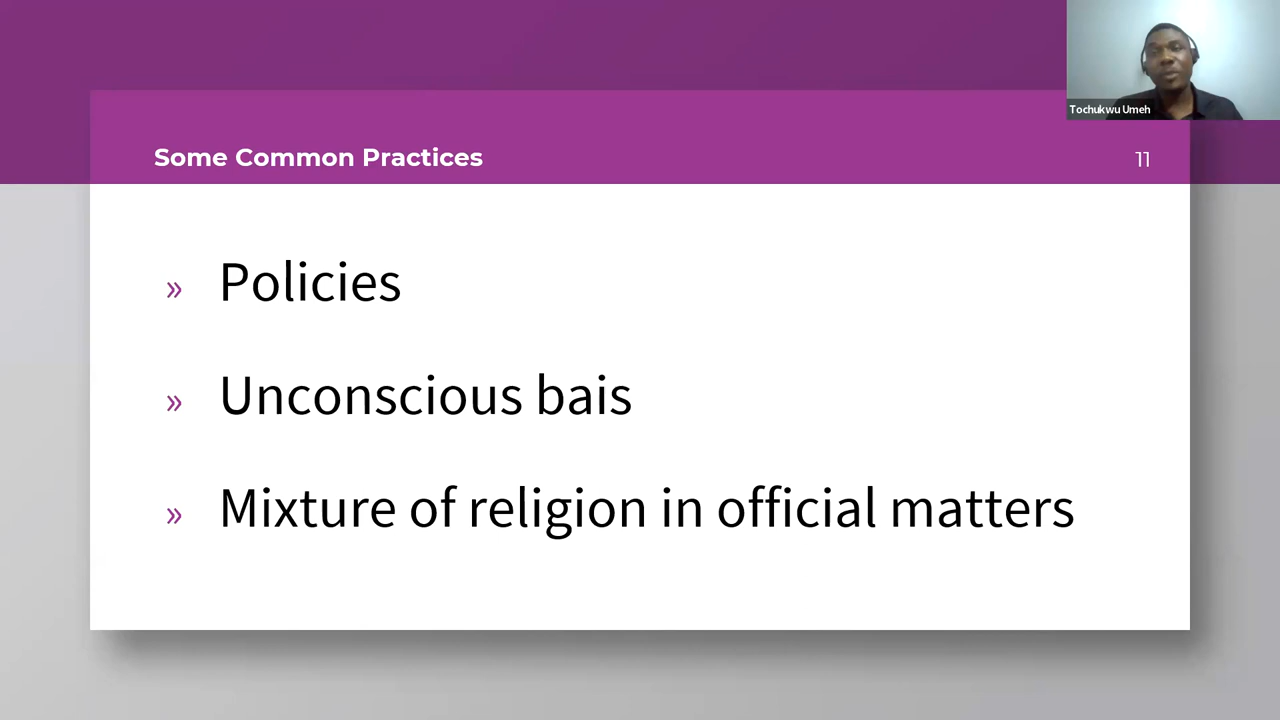 Tochukwu Umeh
Some Common Practices
11
» Policies
» Unconscious bais
» Mixture of religion in official matters